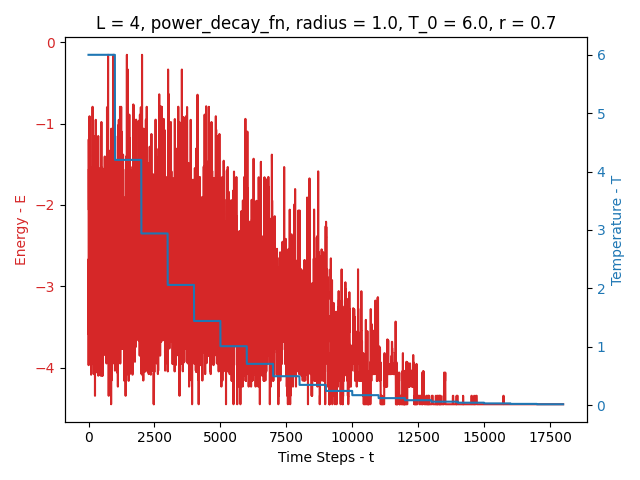 L = 4, power_decay_fn, radius = 1.0, T_0 = 6.0, r = 0.7
0
−1
−2
−3
−4
Energy - E
6
5
4
3
2
1
0
Temperature - T
0 2500 5000 7500 10000 12500 15000 17500
Time Steps - t